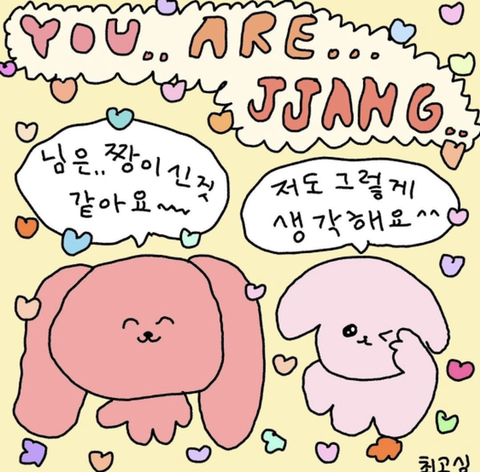 YOU.. ARE...
JJANG..
님은..짱이신것
같아요~~
저도 그렇게
생각해요^^
최고심